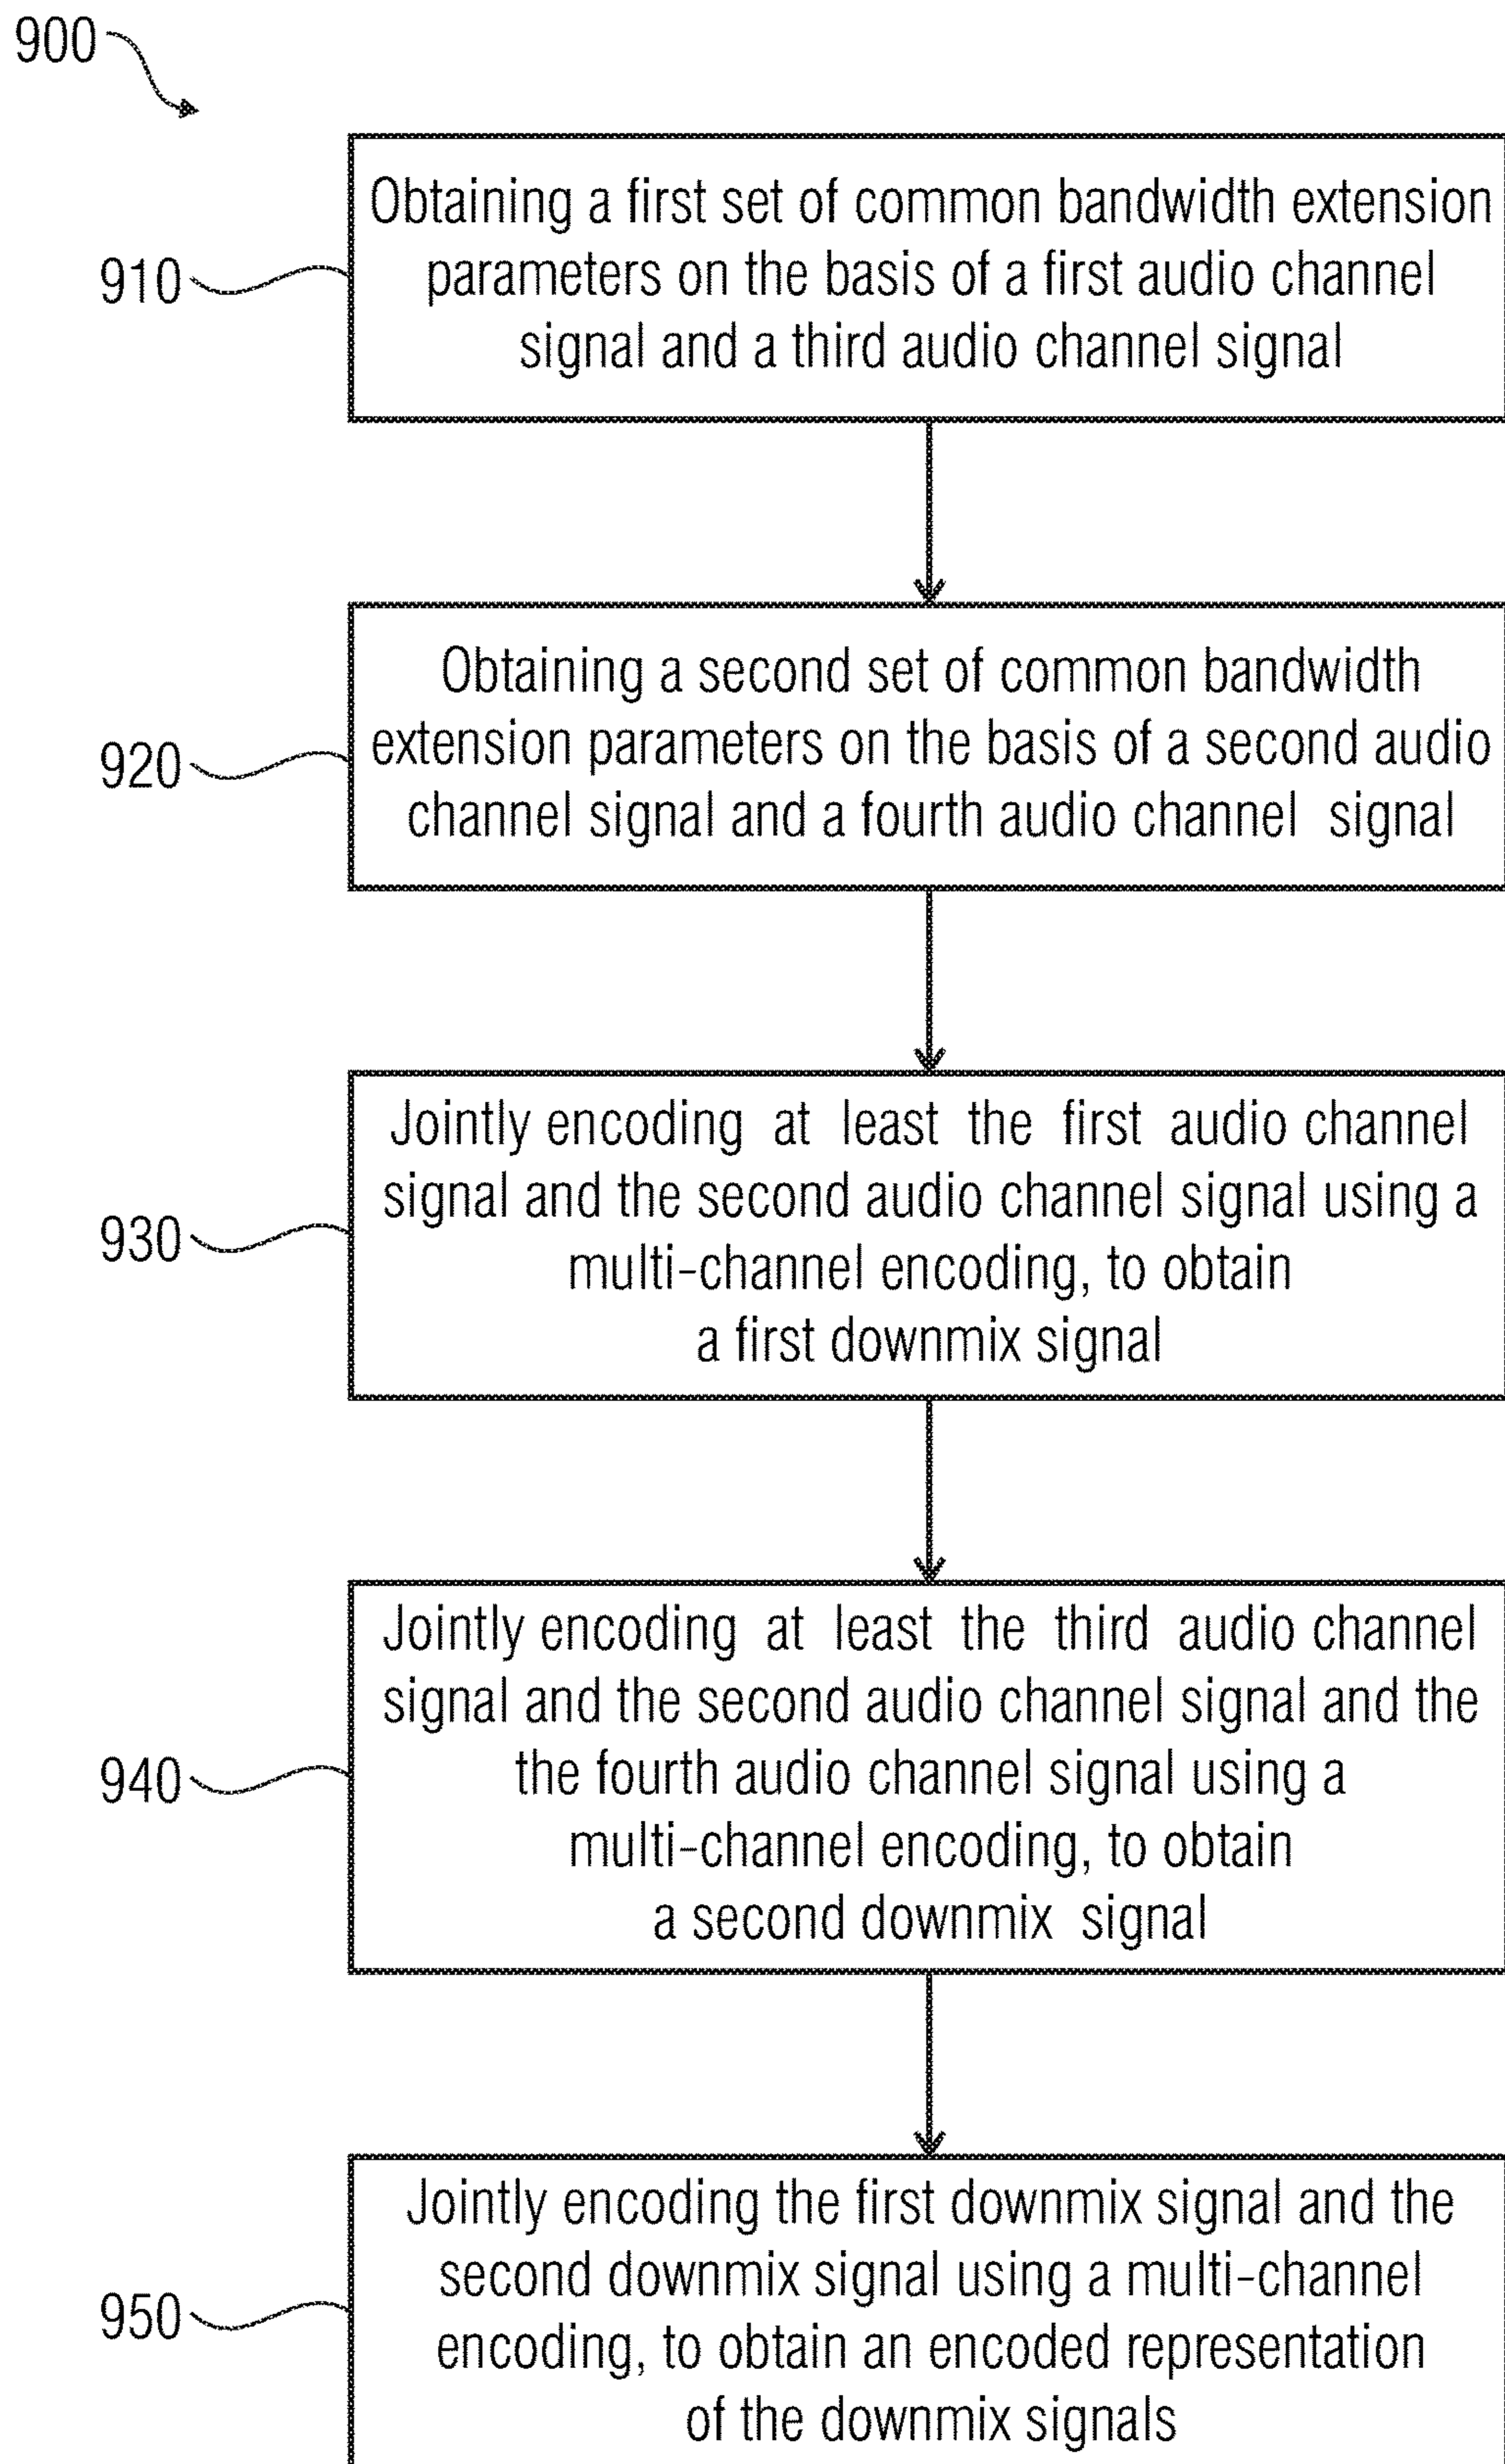 900
Obtaining a first set of common bandwidth extension
parameters on the basis of a first audio channel
signal and a third audio channel signal
910
Obtaining a second set of common bandwidth
extension parameters on the basis of a second audio
channel signal and a fourth audio channel signal
920
Jointly encoding at least the first audio channel
signal and the second audio channel signal using a
multi-channel encoding, to obtain
a first downmix signal
930
Jointly encoding at least the third audio channel
signal and the second audio channel signal and the
the fourth audio channel signal using a
multi-channel encoding, to obtain
a second downmix signal
940
Jointly encoding the first downmix signal and the
second downmix signal using a multi-channel
encoding, to obtain an encoded representation
of the downmix signals
950